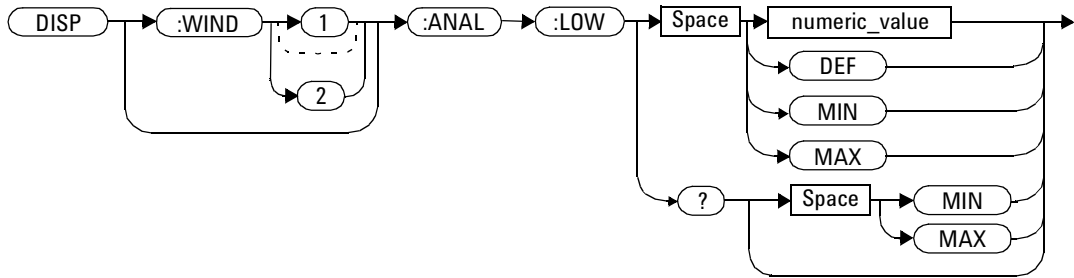 DISP :WIND 1 :ANAL :LOW Space numeric_value
DEF
2
MIN
MAX
? Space MIN
MAX